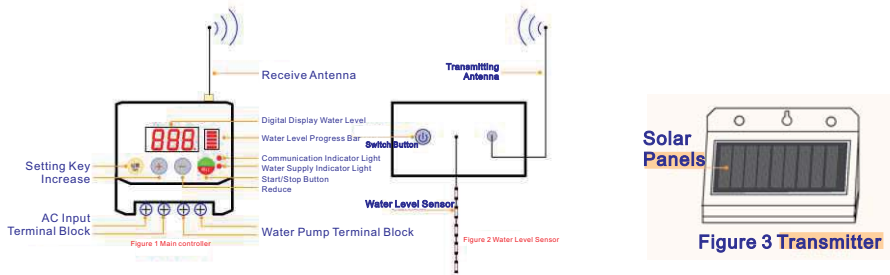 Receive Antenna
Digital Display Water Level
888
Water Level Progress Bar
Communication Indicator Light
Water Supply Indicator Light
Start/Stop Button
Reduce
Setting Key
Increase
AC Input
Terminal Block
Water Pump Terminal Block
Figure 1 Main controller
Transmitting
Antenna
Switch Button
Water Level Sensor
Figure 2 Water Level Sensor
Solar
Panels
Figure 3 Transmitter